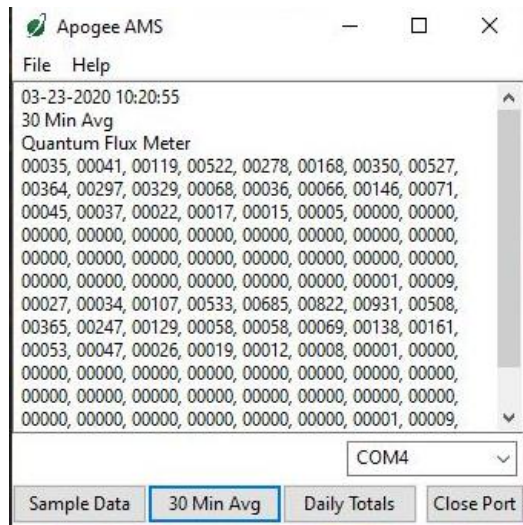 Apogee AMS
File Help
03-23-2020 10:20:55
30 Min Avg
Quantum Flux Meter
00035, 00041, 00119, 00522, 00278, 00168, 00350, 00527,
00364, 00297, 00329, 00068, 00036, 00066, 00146, 00071,
00045, 00037, 00022, 00017, 00015, 00005, 00000, 00000,
00000, 00000, 00000, 00000, 00000, 00000, 00000, 00000,
00000, 00000, 00000, 00000, 00000, 00000, 00000, 00000,
00000, 00000, 00000, 00000, 00000, 00000, 00001, 00009,
00027, 00034, 00107, 00533, 00685, 00822, 00931, 00508,
00365, 00247, 00129, 00058, 00058, 00069, 00138, 00161,
00053, 00047, 00026, 00019, 00012, 00008, 00001, 00000,
00000, 00000, 00000, 00000, 00000, 00000, 00000, 00000,
00000, 00000, 00000, 00000, 00000, 00000, 00000, 00000,
00000, 00000, 00000, 00000, 00000, 00000, 00001, 00009,
COM4
Sample Data 30 Min Avg Daily Totals Close Port